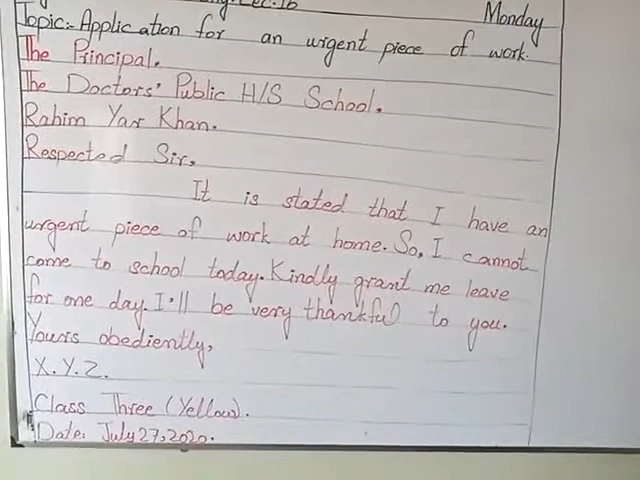 Monday
Topic:- Application for an urgent piece of work.
The Principal,
The Doctors' Public H/S School,
Rahim Yar Khan.
Respected Sir,
It is stated that I have an
urgent piece of work at home. So, I cannot
come to school today. Kindly grant me leave
for one day. I'll be very thankful to you.
Yours obediently,
X.Y.Z.
Class Three (Yellow).
Date: July 27, 2020.